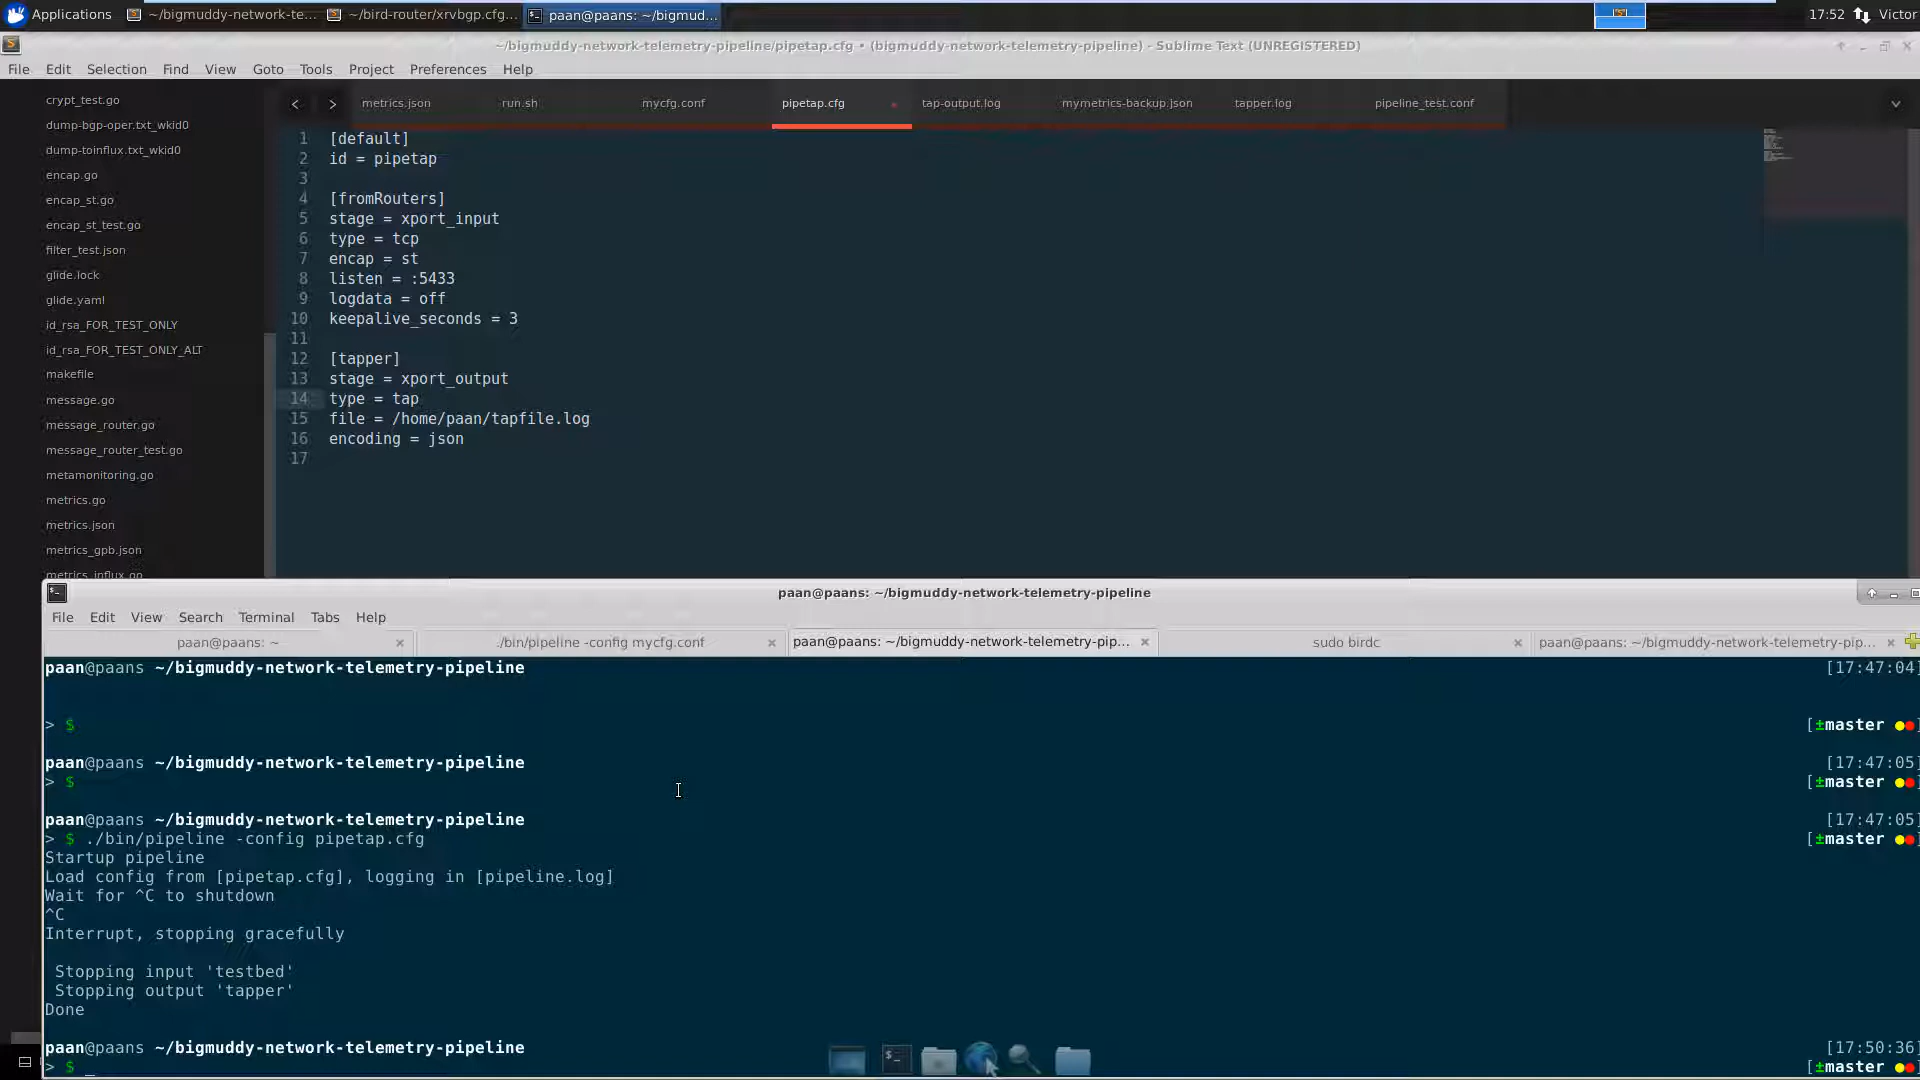 Applications ~/bigmuddy-network-te... ~/bird-router/xrvbgp.cfg... paan@paans: ~/bigmud... 17:52 Victor
~/bigmuddy-network-telemetry-pipeline/pipetap.cfg • (bigmuddy-network-telemetry-pipeline) - Sublime Text (UNREGISTERED)
File Edit Selection Find View Goto Tools Project Preferences Help
metrics.json run.sh mycfg.conf pipetap.cfg tap-output.log mymetrics-backup.json tapper.log pipeline_test.conf
crypt_test.go
dump-bgp-oper.txt_wkid0
dump-toinflux.txt_wkid0
encap.go
encap_st.go
encap_st_test.go
filter_test.json
glide.lock
glide.yaml
id_rsa_FOR_TEST_ONLY
id_rsa_FOR_TEST_ONLY_ALT
makefile
message.go
message_router.go
message_router_test.go
metamonitoring.go
metrics.go
metrics.json
metrics_gpb.json
metrics_influx.go
1 [default]
2 id = pipetap
3
4 [fromRouters]
5 stage = xport_input
6 type = tcp
7 encap = st
8 listen = :5433
9 logdata = off
10 keepalive_seconds = 3
11
12 [tapper]
13 stage = xport_output
14 type = tap
15 file = /home/paan/tapfile.log
16 encoding = json
17
paan@paans: ~/bigmuddy-network-telemetry-pipeline
File Edit View Search Terminal Tabs Help
paan@paans: ~ ./bin/pipeline -config mycfg.conf paan@paans: ~/bigmuddy-network-telemetry-pip... sudo birdc paan@paans: ~/bigmuddy-network-telemetry-pip...
paan@paans ~/bigmuddy-network-telemetry-pipeline [17:47:04]
> $ [±master ●●]
paan@paans ~/bigmuddy-network-telemetry-pipeline [17:47:05]
> $ [±master ●●]
paan@paans ~/bigmuddy-network-telemetry-pipeline [17:47:05]
> $ ./bin/pipeline -config pipetap.cfg [±master ●●]
Startup pipeline
Load config from [pipetap.cfg], logging in [pipeline.log]
Wait for ^C to shutdown
^C
Interrupt, stopping gracefully
Stopping input 'testbed'
Stopping output 'tapper'
Done
paan@paans ~/bigmuddy-network-telemetry-pipeline [17:50:36]
> $ _ [±master ●●]